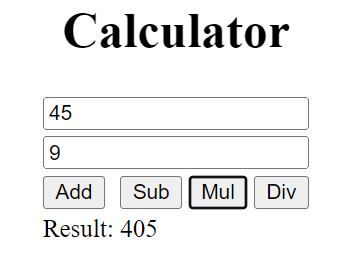 Calculator
45
9
Add Sub Mul Div
Result: 405